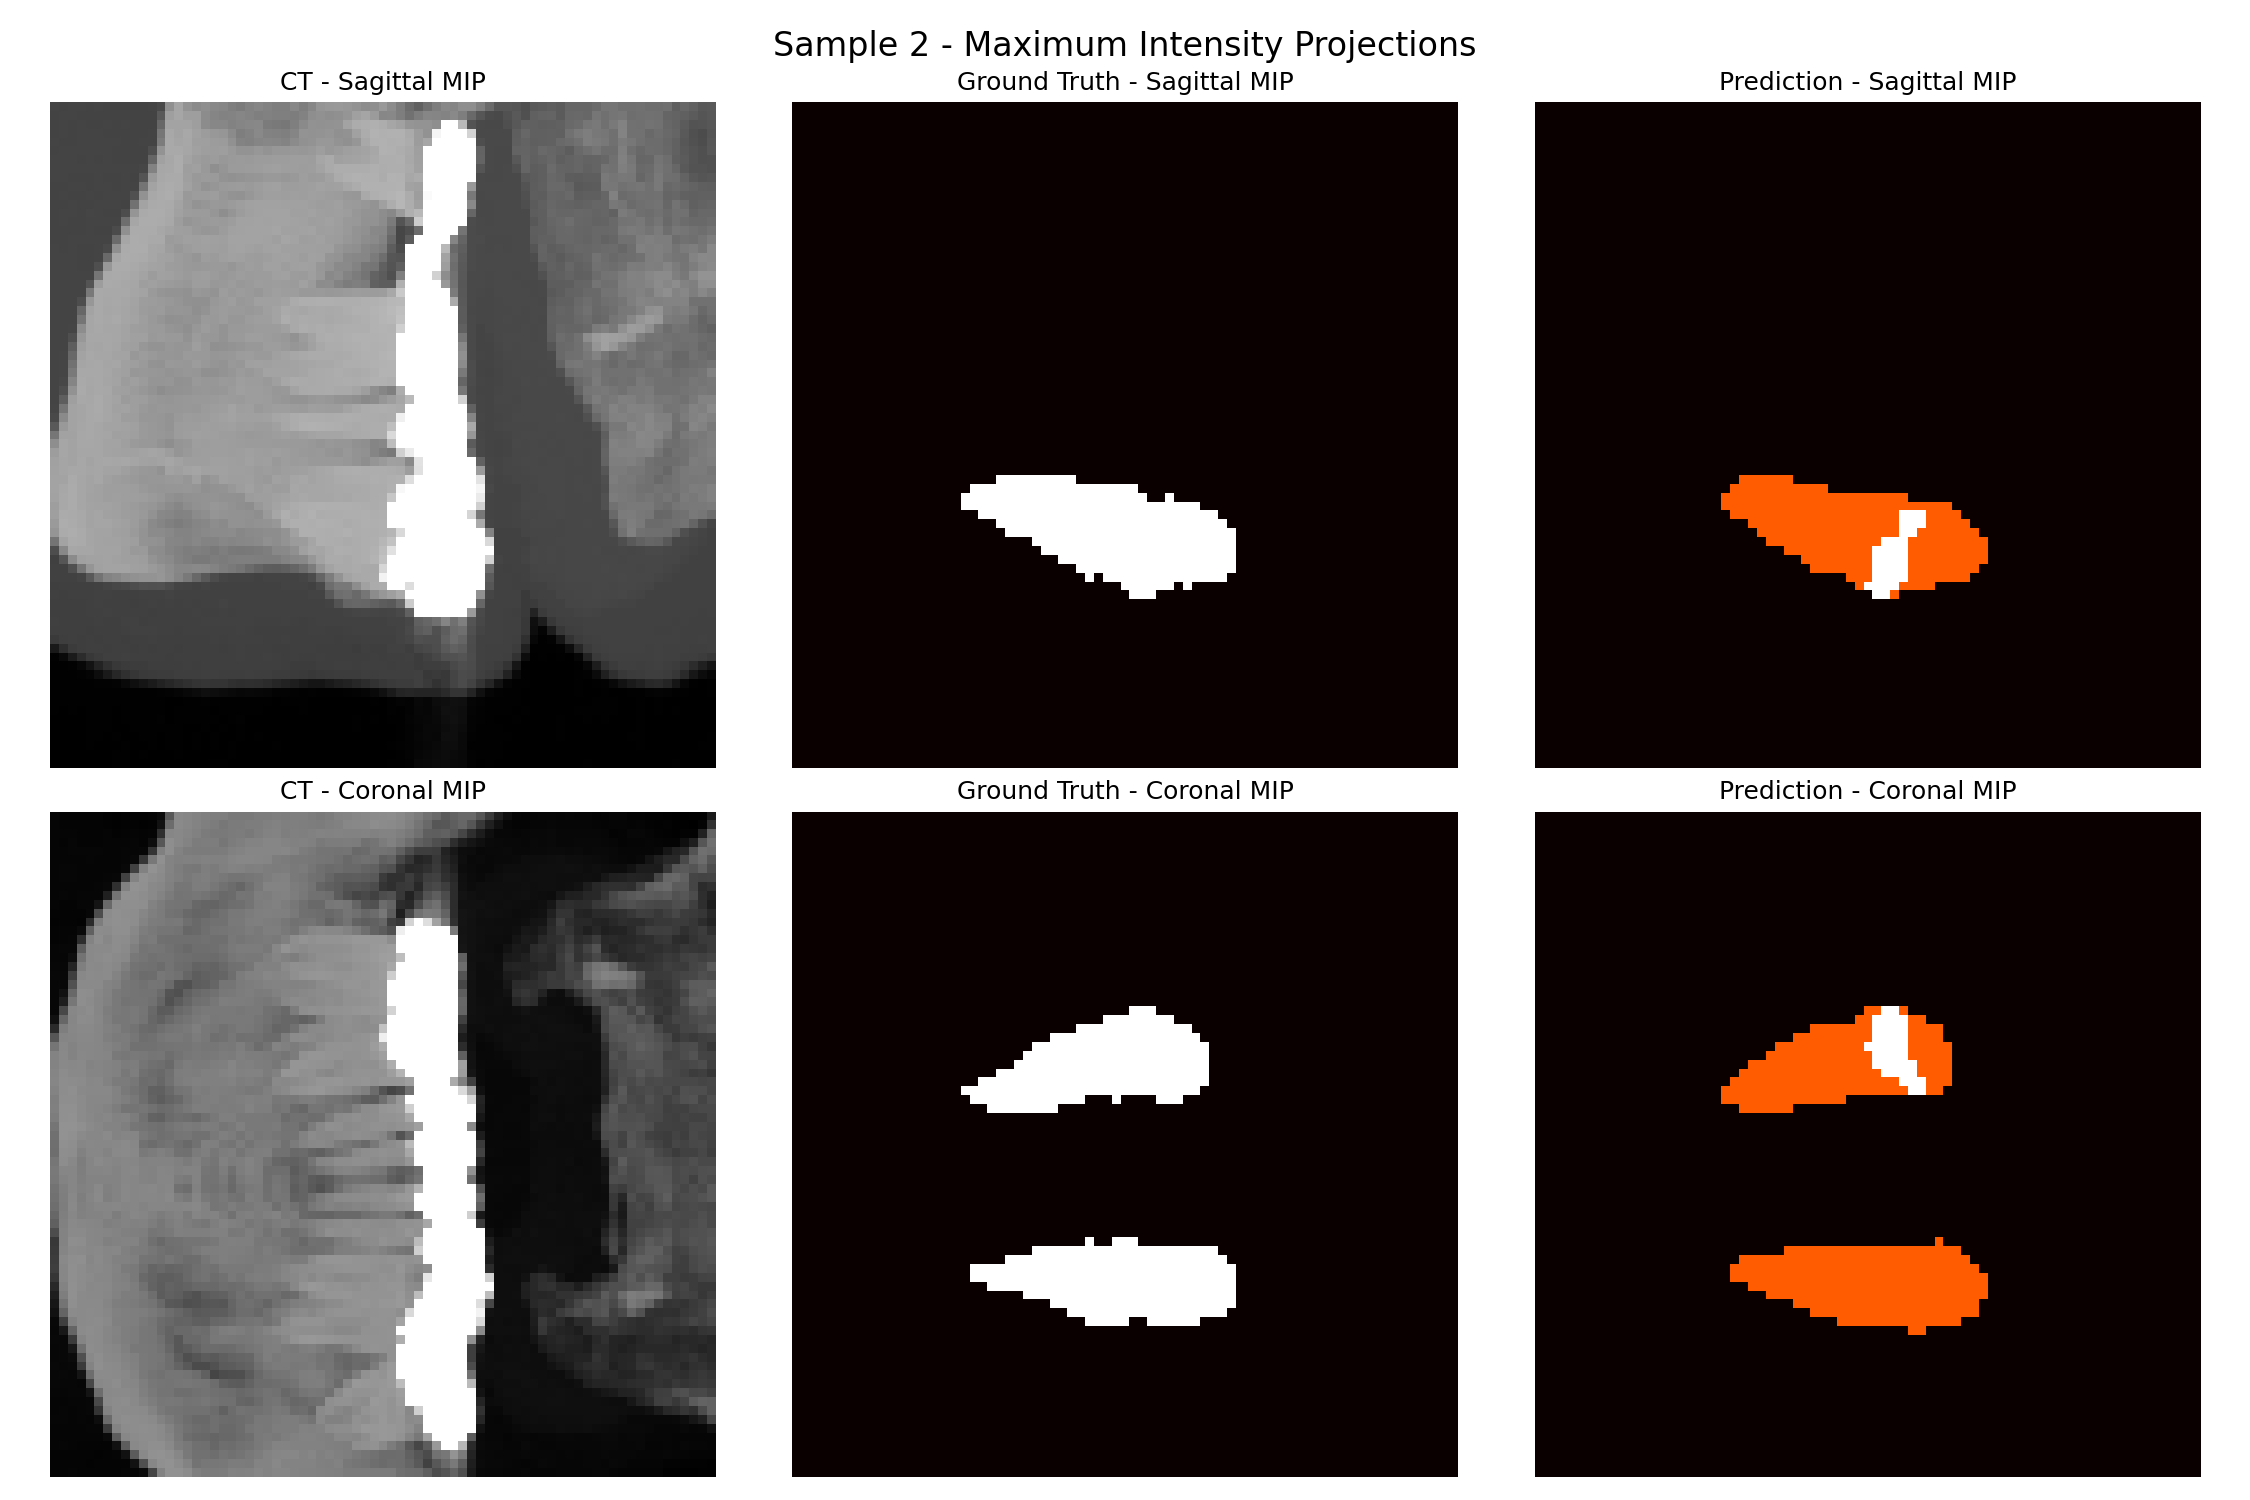 Sample 2 - Maximum Intensity Projections
CT - Sagittal MIP
Ground Truth - Sagittal MIP
Prediction - Sagittal MIP
CT - Coronal MIP
Ground Truth - Coronal MIP
Prediction - Coronal MIP